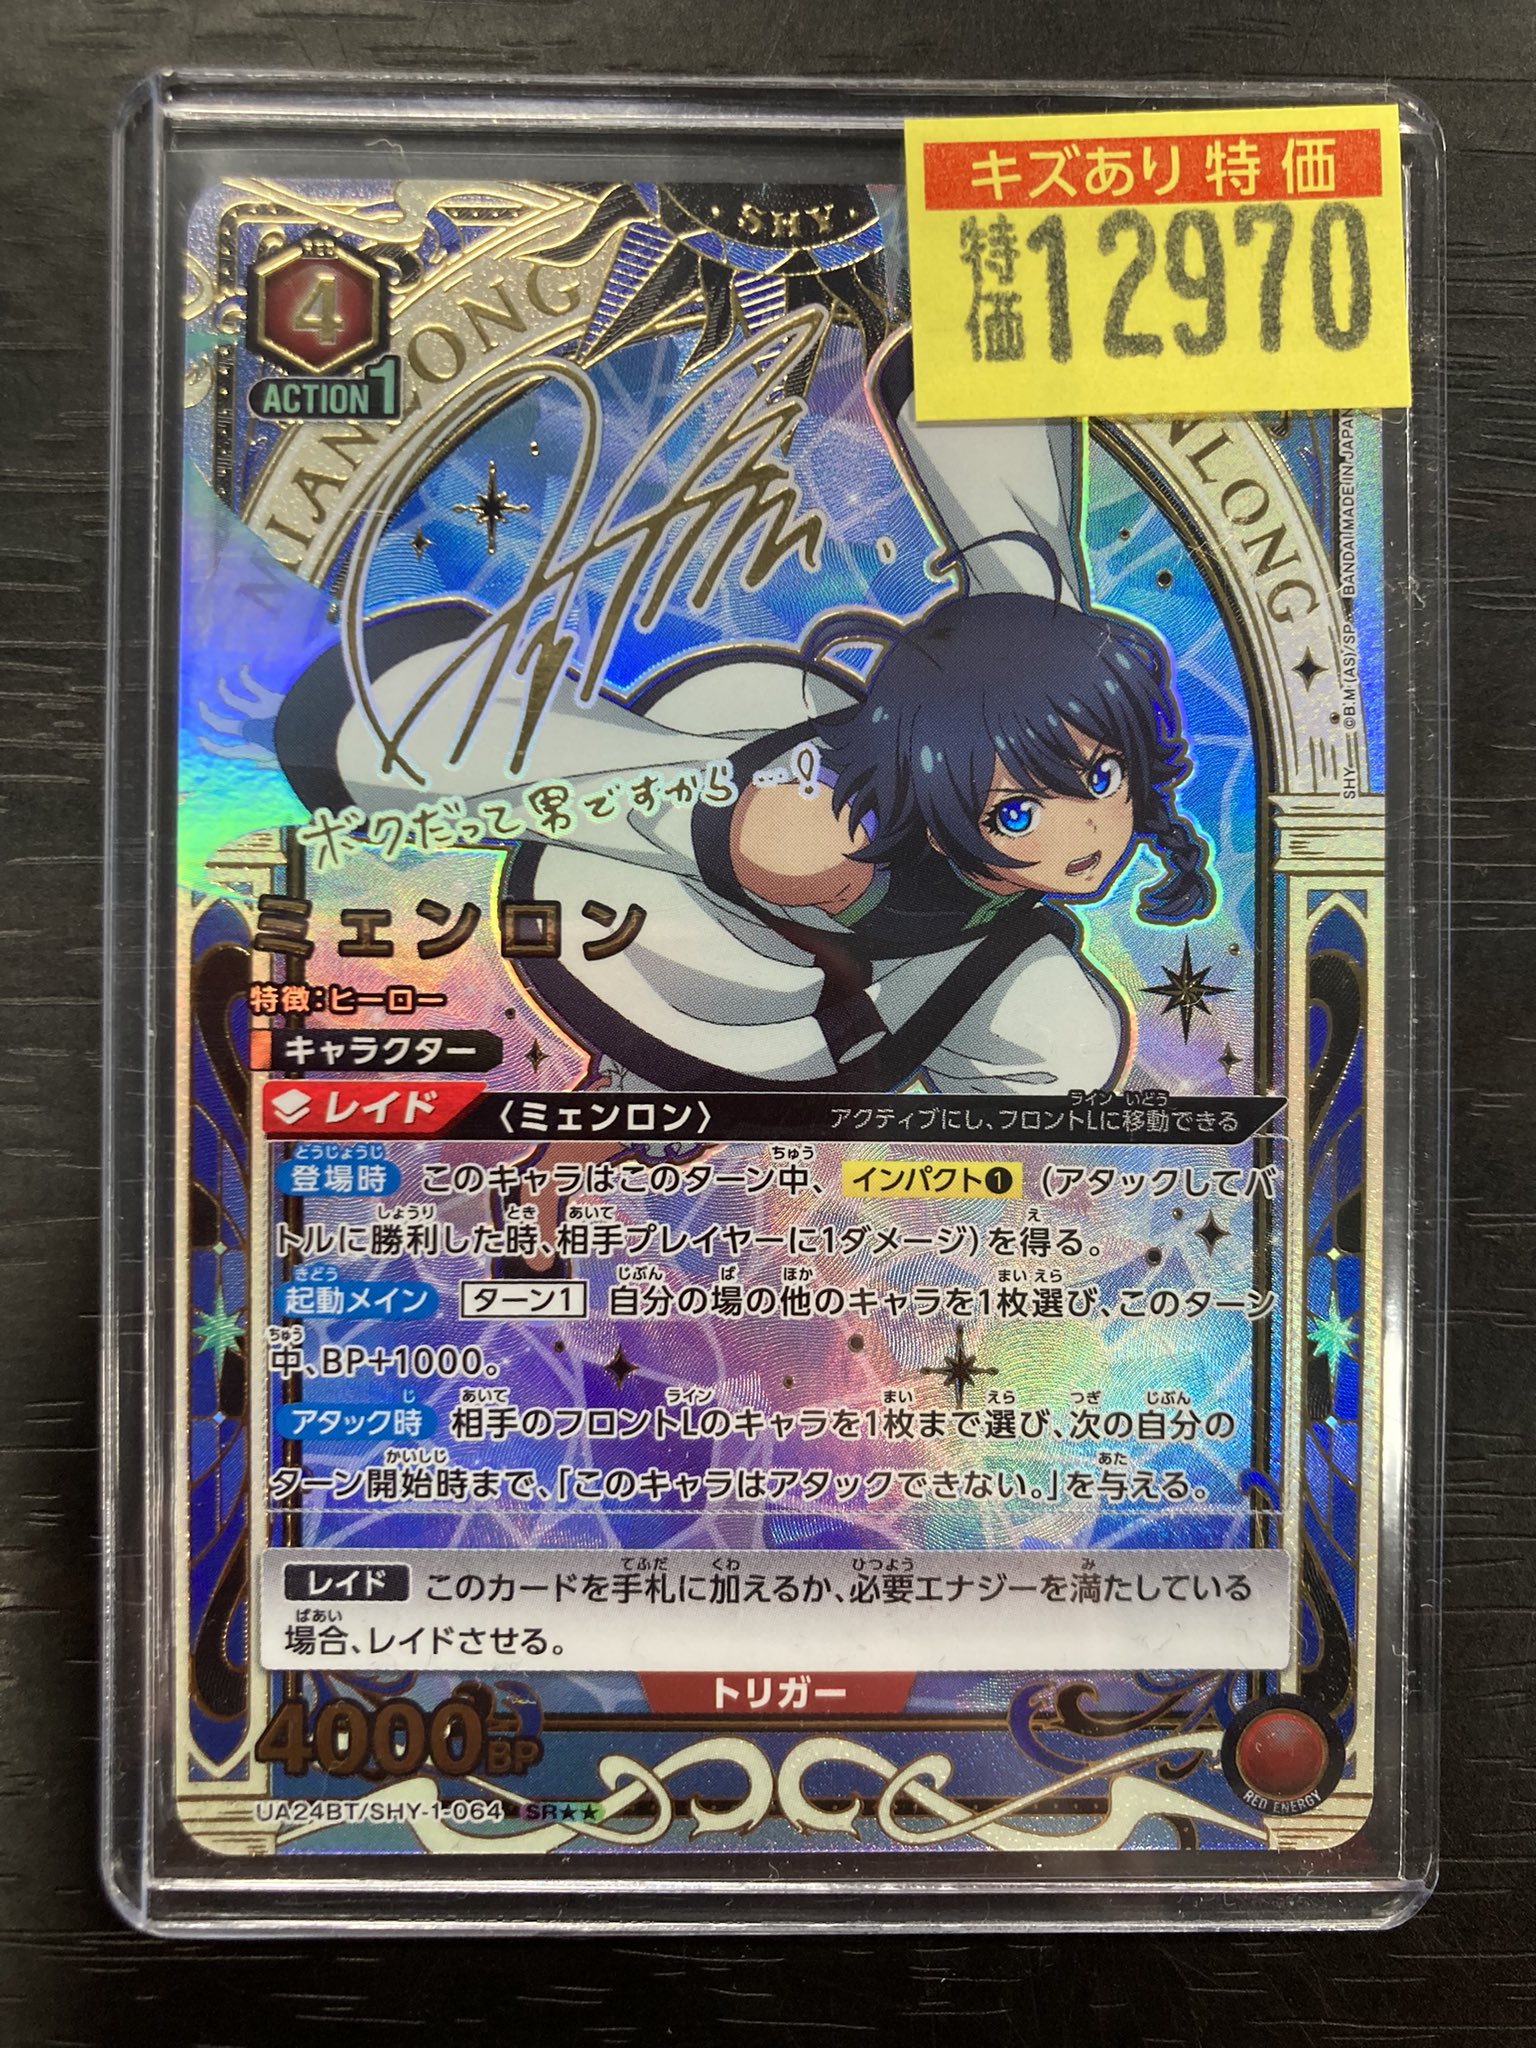 キズあり特価
特価12970
SHY
4
ACTION1
MIANLONG
NLONG
ボクだって男ですから…!
ミェンロン
特徴:ヒーロー
キャラクター
レイド 〈ミェンロン〉 アクティブにし、フロントLに移動できる
登場時 このキャラはこのターン中、インパクト❶(アタックしてバ
トルに勝利した時、相手プレイヤーに1ダメージ)を得る。
起動メイン ターン1 自分の場の他のキャラを1枚選び、このターン
中、BP+1000。
アタック時 相手のフロントLのキャラを1枚まで選び、次の自分の
ターン開始時まで、「このキャラはアタックできない。」を与える。
レイド このカードを手札に加えるか、必要エナジーを満たしている
場合、レイドさせる。
トリガー
4000BP
UA24BT/SHY-1-064 SR★★
RED ENERGY
SHY ©B.M (AS)/SP BANDAI MADE IN JAPAN